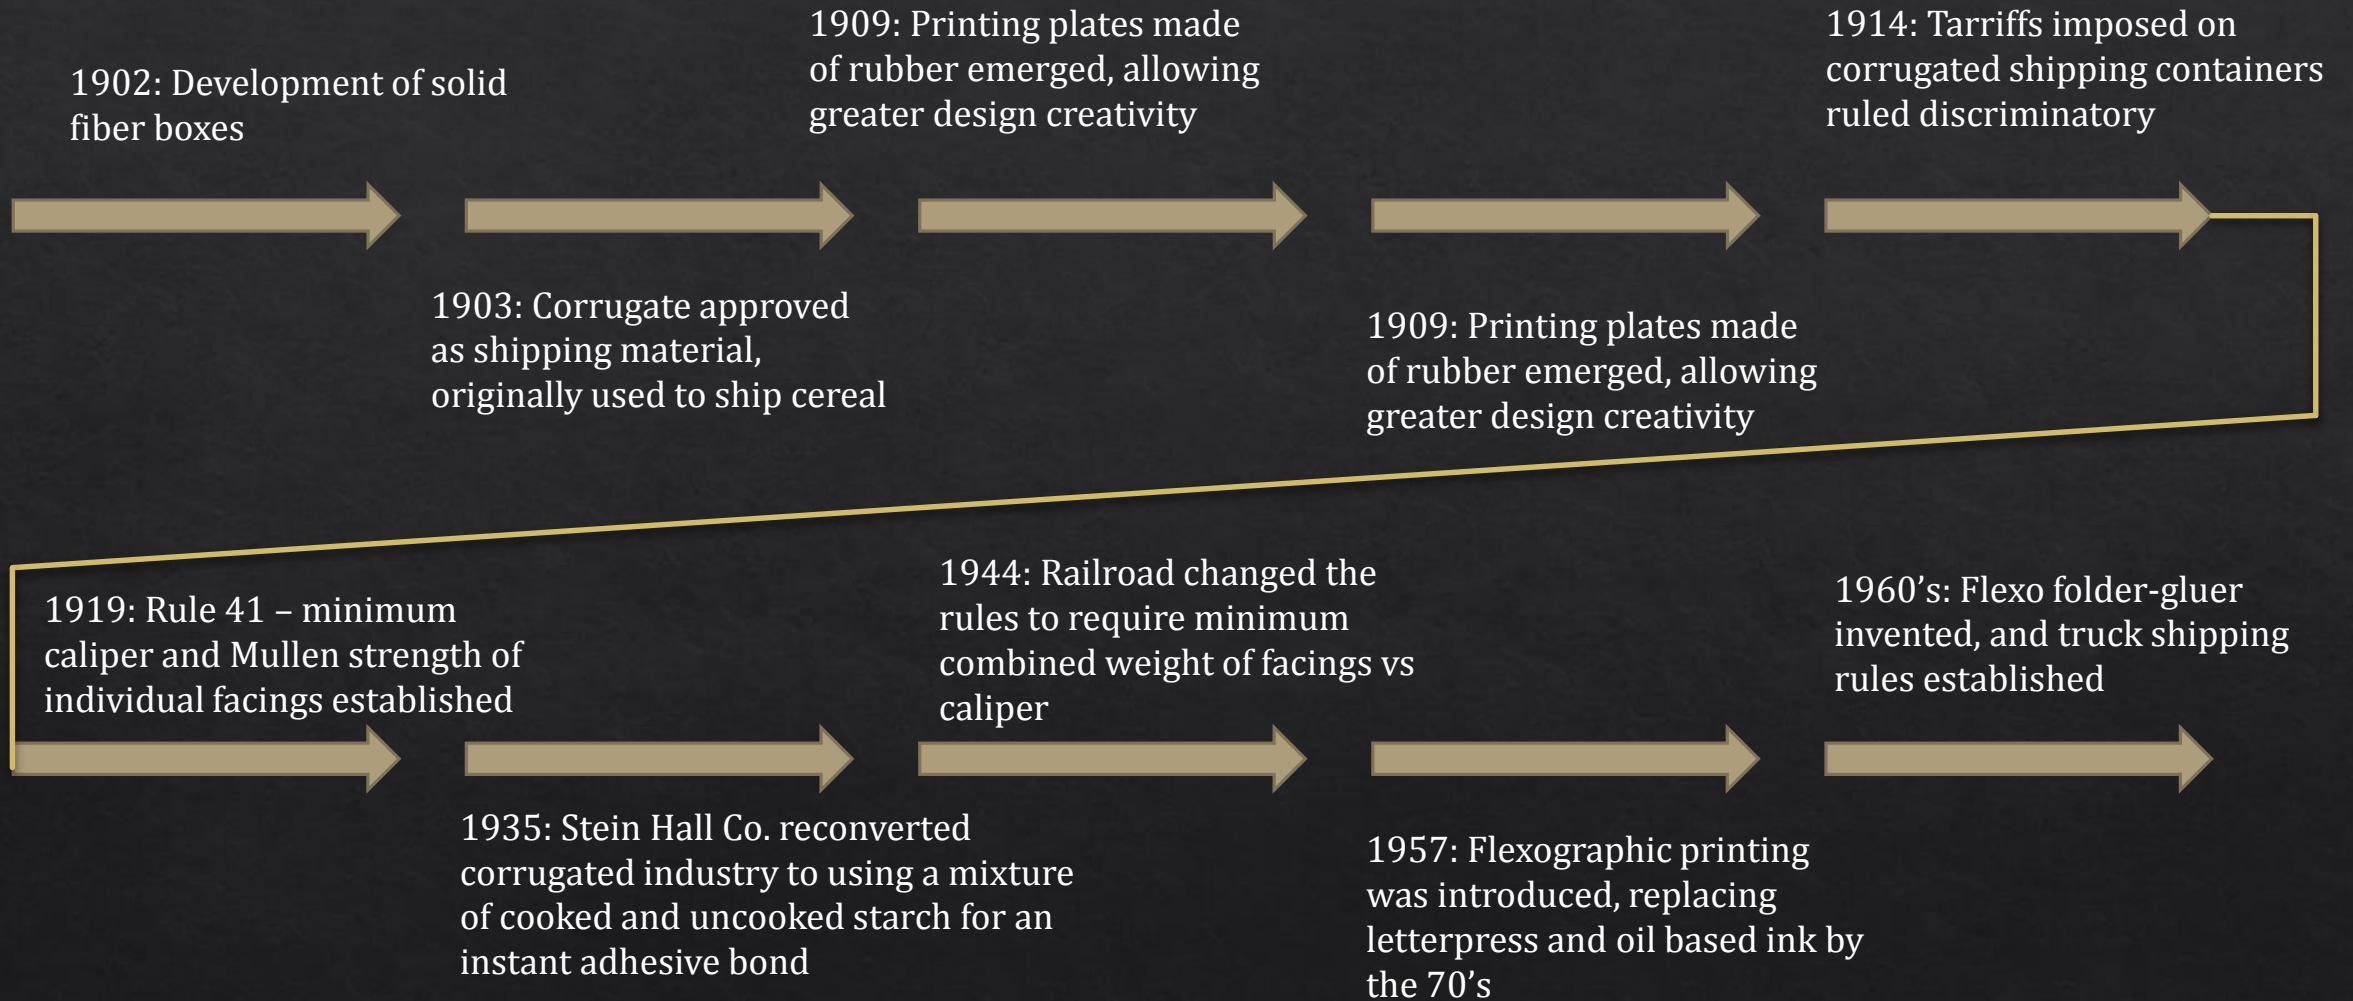 1902: Development of solid
fiber boxes
1903: Corrugate approved
as shipping material,
originally used to ship cereal
1909: Printing plates made
of rubber emerged, allowing
greater design creativity
1909: Printing plates made
of rubber emerged, allowing
greater design creativity
1914: Tarriffs imposed on
corrugated shipping containers
ruled discriminatory
1919: Rule 41 – minimum
caliper and Mullen strength of
individual facings established
1935: Stein Hall Co. reconverted
corrugated industry to using a mixture
of cooked and uncooked starch for an
instant adhesive bond
1944: Railroad changed the
rules to require minimum
combined weight of facings vs
caliper
1957: Flexographic printing
was introduced, replacing
letterpress and oil based ink by
the 70’s
1960’s: Flexo folder-gluer
invented, and truck shipping
rules established